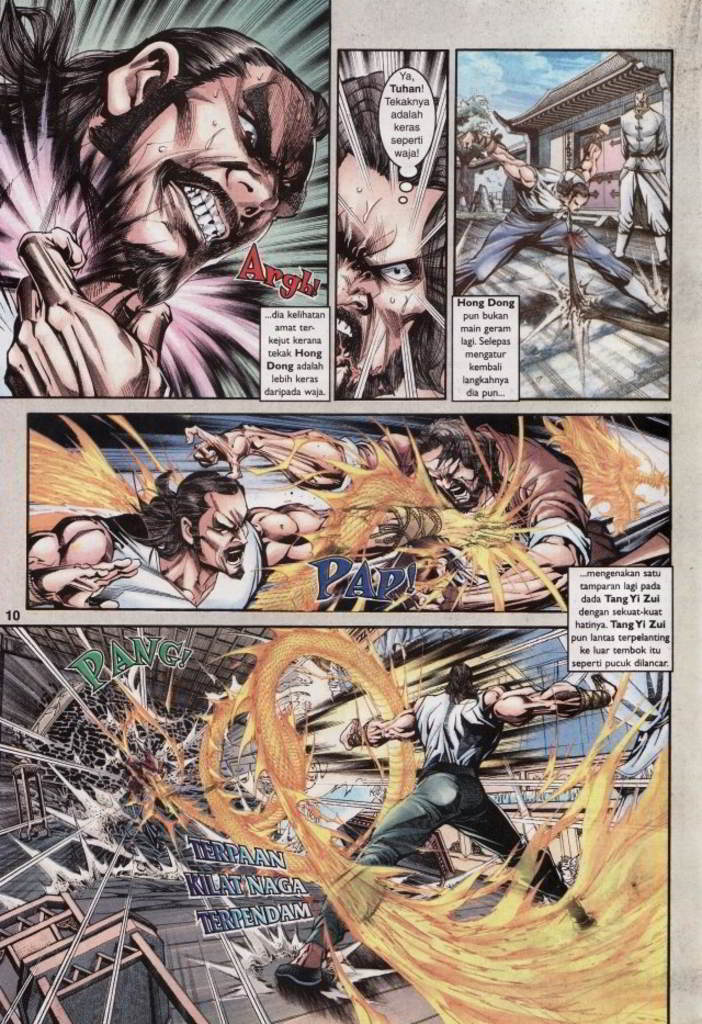 Argh!
...dia kelihatan
amat ter-
kejut kerana
tekak Hong
Dong adalah
lebih keras
daripada waja.
Ya,
Tuhan!
Tekaknya
adalah
keras
seperti
waja!
Hong Dong
pun bukan
main geram
lagi. Selepas
mengatur
kembali
langkahnya
dia pun...
PAP!
...mengenakan satu
tamparan lagi pada
dada Tang Yi Zui
dengan sekuat-kuat
hatinya. Tang Yi Zui
pun lantas terpelanting
ke luar tembok itu
seperti pucuk dilancar.
10
PANG!
TERPAAN
KILAT NAGA
TERPENDAM